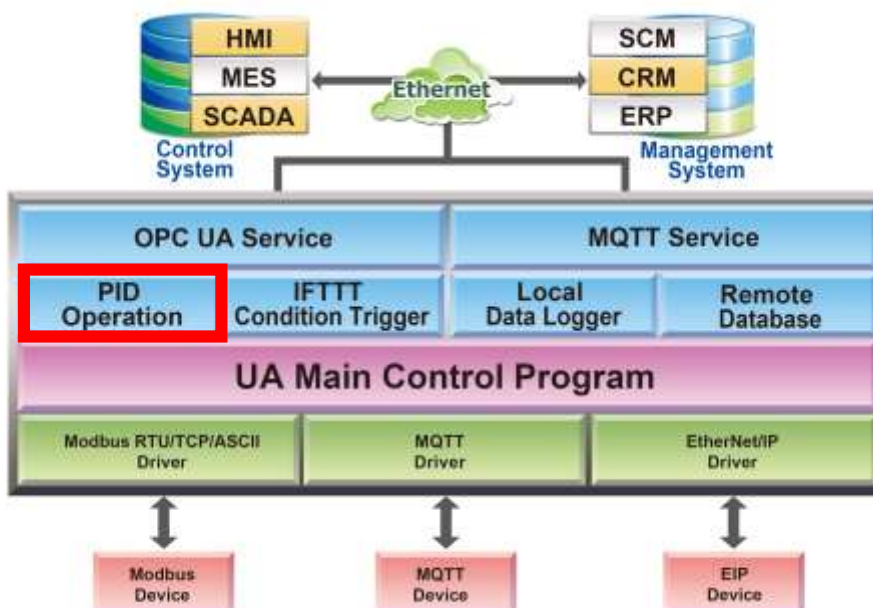 HMI
MES
SCADA
Control
System
Ethernet
SCM
CRM
ERP
Management
System
OPC UA Service
MQTT Service
PID
Operation
IFTTT
Condition Trigger
Local
Data Logger
Remote
Database
UA Main Control Program
Modbus RTU/TCP/ASCII
Driver
MQTT
Driver
EtherNet/IP
Driver
Modbus
Device
MQTT
Device
EIP
Device